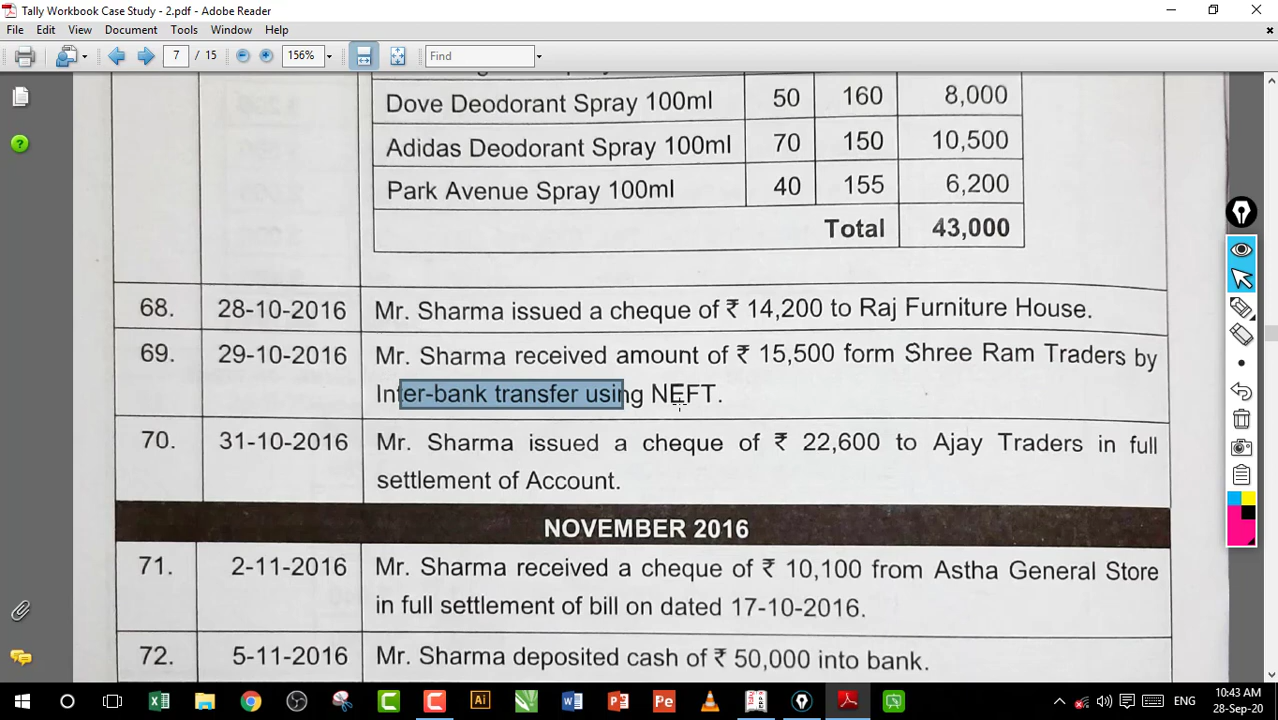 Tally Workbook Case Study - 2.pdf - Adobe Reader
File Edit View Document Tools Window Help
7 / 15 156% Find
Dove Deodorant Spray 100ml 50 160 8,000
Adidas Deodorant Spray 100ml 70 150 10,500
Park Avenue Spray 100ml 40 155 6,200
Total 43,000
68. 28-10-2016 Mr. Sharma issued a cheque of ₹ 14,200 to Raj Furniture House.
69. 29-10-2016 Mr. Sharma received amount of ₹ 15,500 form Shree Ram Traders by
Inter-bank transfer using NEFT.
70. 31-10-2016 Mr. Sharma issued a cheque of ₹ 22,600 to Ajay Traders in full
settlement of Account.
NOVEMBER 2016
71. 2-11-2016 Mr. Sharma received a cheque of ₹ 10,100 from Astha General Store
in full settlement of bill on dated 17-10-2016.
72. 5-11-2016 Mr. Sharma deposited cash of ₹ 50,000 into bank.
Ai W Pe ENG 10:43 AM
28-Sep-20